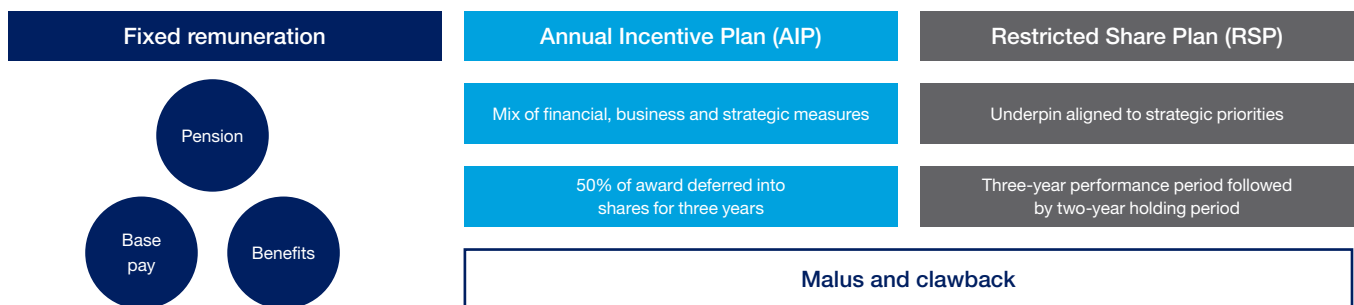 Fixed remuneration
Pension
Base
pay
Benefits
Annual Incentive Plan (AIP)
Mix of financial, business and strategic measures
50% of award deferred into
shares for three years
Restricted Share Plan (RSP)
Underpin aligned to strategic priorities
Three-year performance period followed
by two-year holding period
Malus and clawback